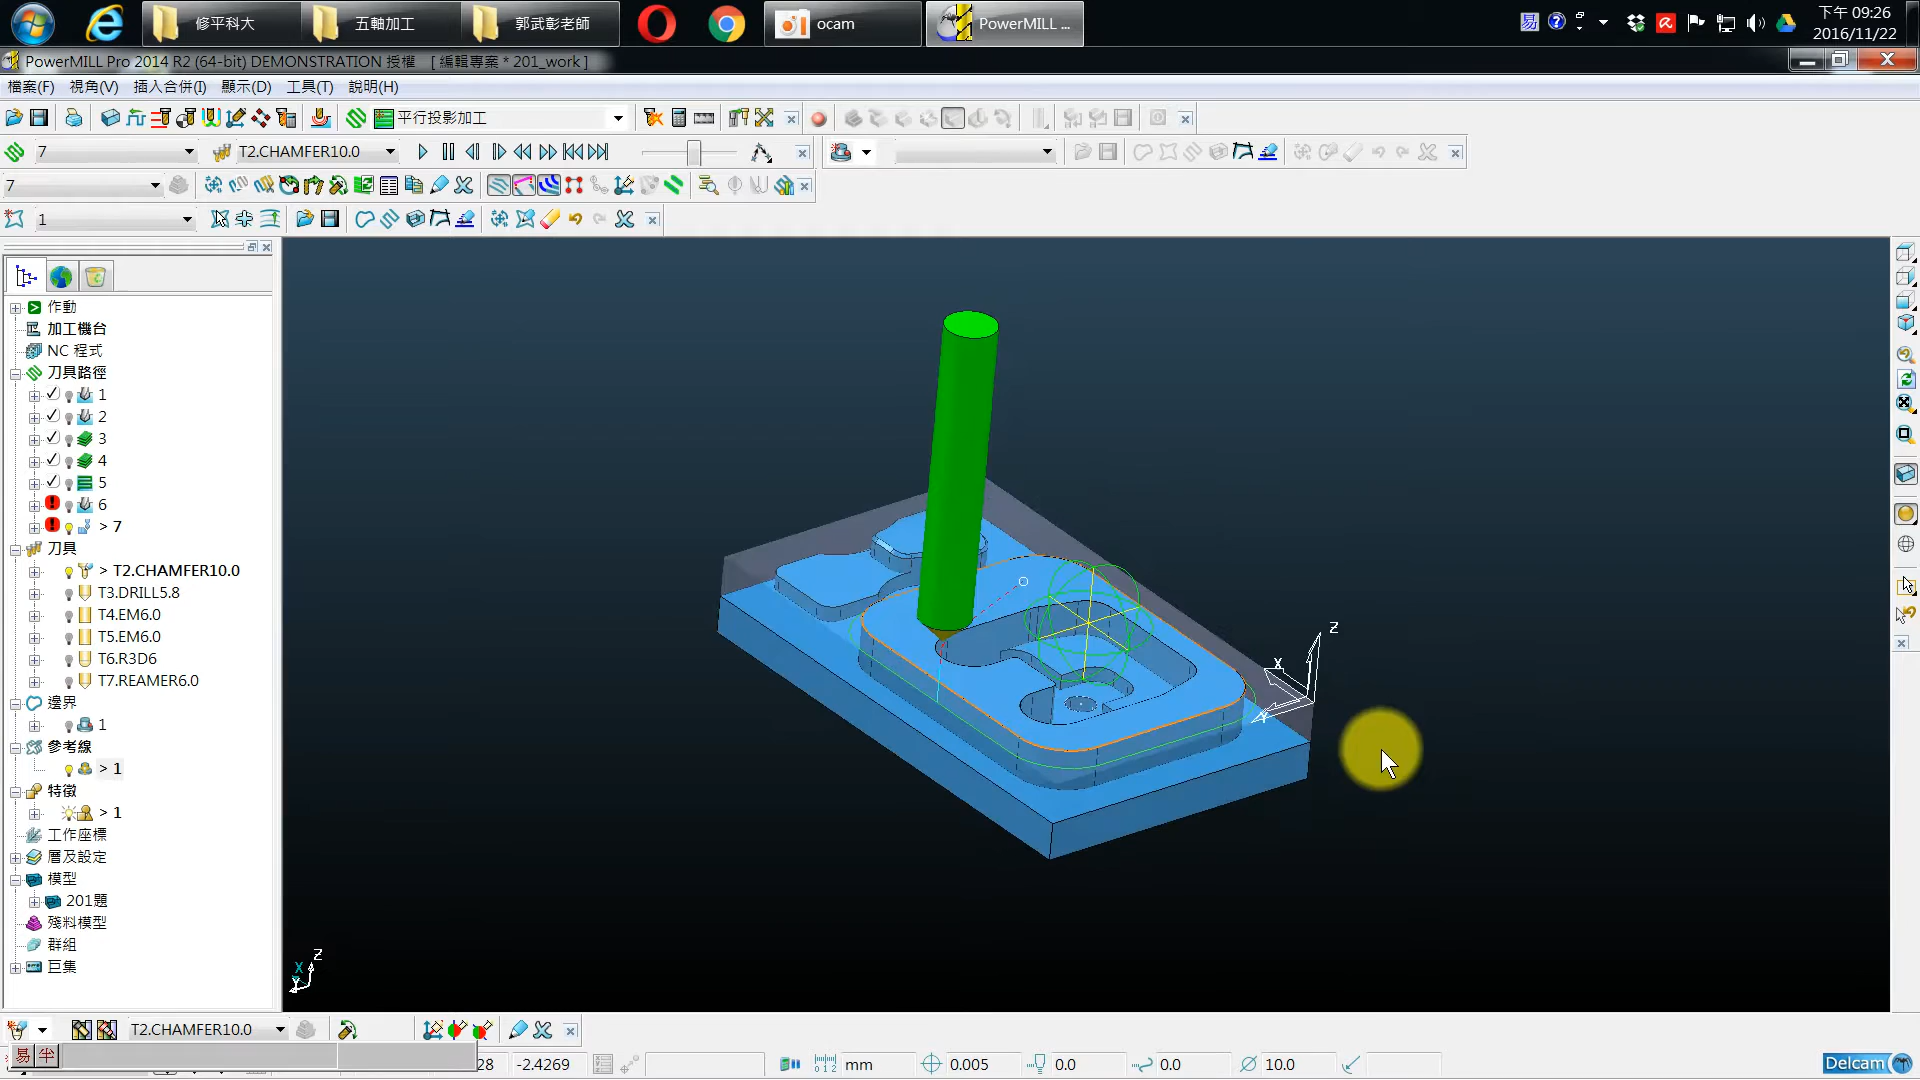 修平科大
五軸加工
郭武彰老師
ocam
PowerMILL ...
易
下午 09:26
2016/11/22
PowerMILL Pro 2014 R2 (64-bit) DEMONSTRATION 授權 [ 編輯專案 * 201_work ]
檔案(F)
視角(V)
插入合併(I)
顯示(D)
工具(T)
說明(H)
平行投影加工
7
T2.CHAMFER10.0
7
1
作動
加工機台
NC 程式
刀具路徑
1
2
3
4
5
6
> 7
刀具
> T2.CHAMFER10.0
T3.DRILL5.8
T4.EM6.0
T5.EM6.0
T6.R3D6
T7.REAMER6.0
邊界
1
參考線
> 1
特徵
> 1
工作座標
層及設定
模型
201題
殘料模型
群組
巨集
Z
X
Y
Z
X
Y
T2.CHAMFER10.0
易 半
28
-2.4269
mm
0.005
0.0
0.0
10.0
Delcam